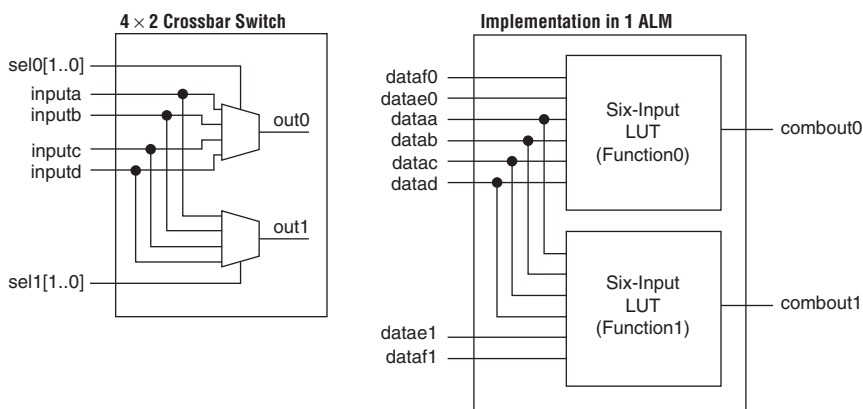 4 × 2 Crossbar Switch
sel0[1..0]
inputa
inputb
inputc
inputd
out0
out1
sel1[1..0]
Implementation in 1 ALM
dataf0
datae0
dataa
datab
datac
datad
Six-Input
LUT
(Function0)
combout0
Six-Input
LUT
(Function1)
combout1
datae1
dataf1